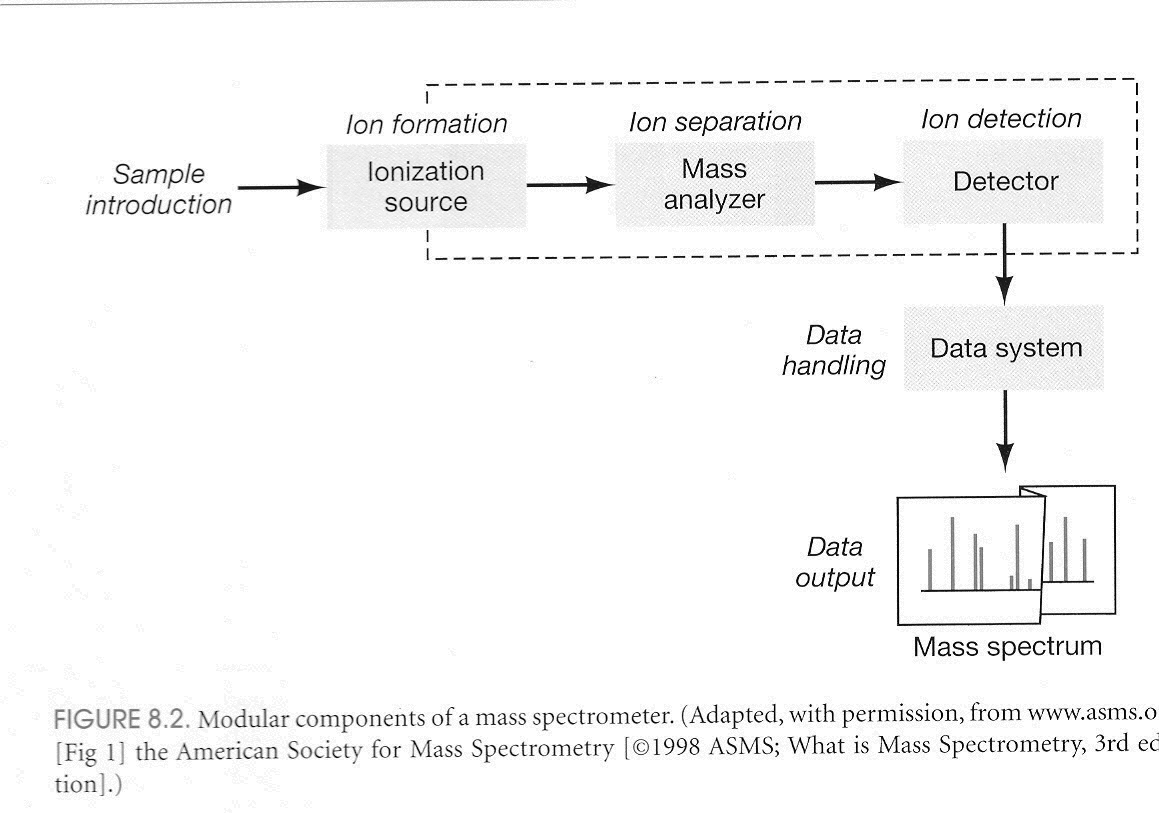 Ion formation
Ion separation
Ion detection
Sample
introduction
Ionization
source
Mass
analyzer
Detector
Data
handling
Data system
Data
output
Mass spectrum
FIGURE 8.2. Modular components of a mass spectrometer. (Adapted, with permission, from www.asms.o
[Fig 1] the American Society for Mass Spectrometry [©1998 ASMS; What is Mass Spectrometry, 3rd ed
tion].)